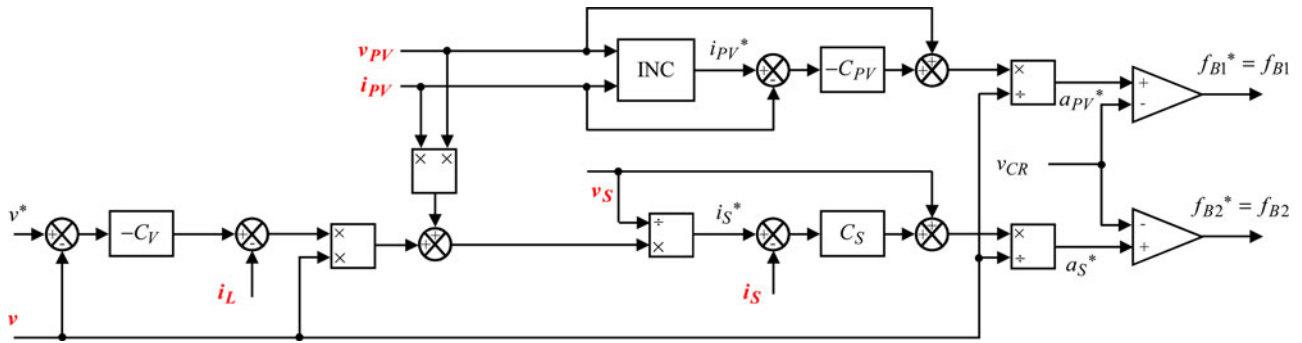 v_PV
i_PV
INC
i_PV*
+
-
−C_PV
+
+
×
÷
a_PV*
+
-
f_B1* = f_B1
×
×
v_CR
v_S
v*
+
-
−C_V
+
-
i_L
×
×
+
+
÷
×
i_S*
+
-
i_S
C_S
+
+
×
÷
a_S*
-
+
f_B2* = f_B2
v